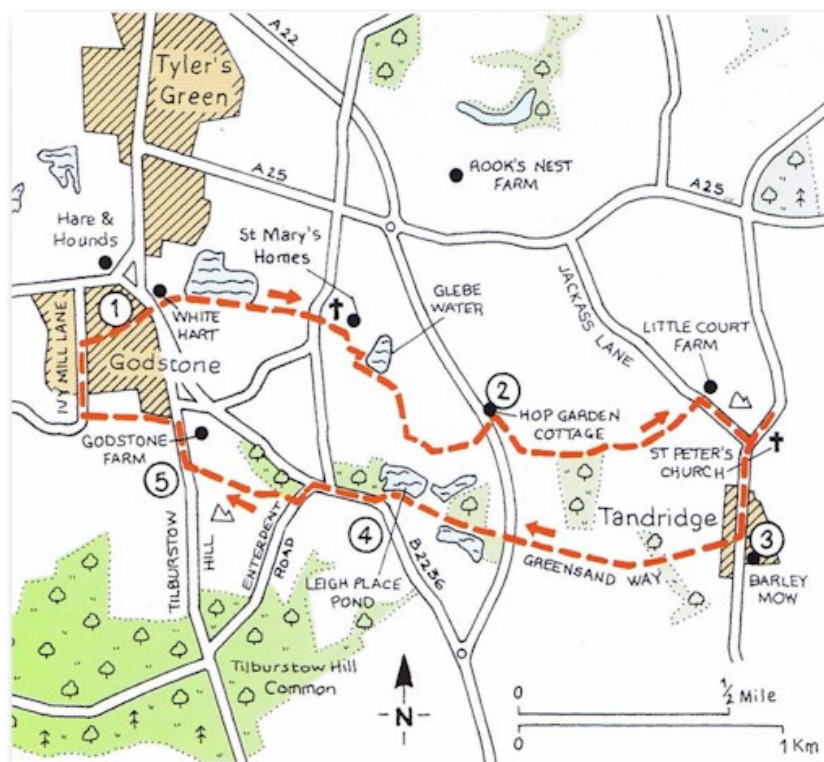 A22
Tyler's
Green
A25
ROOK'S NEST
FARM
A25
Hare &
Hounds
St Mary's
Homes
GLEBE
WATER
JACKASS LANE
1
WHITE
HART
IVY MILL LANE
Godstone
LITTLE COURT
FARM
2
HOP GARDEN
COTTAGE
ST PETER'S
CHURCH
GODSTONE
FARM
5
Tandridge
4
B2236
GREENSAND WAY
3
BARLEY
MOW
TILBURSTOW
HILL
ENTERDENT
ROAD
LEIGH PLACE
POND
Tilburstow Hill
Common
N
0
½ Mile
0
1 Km